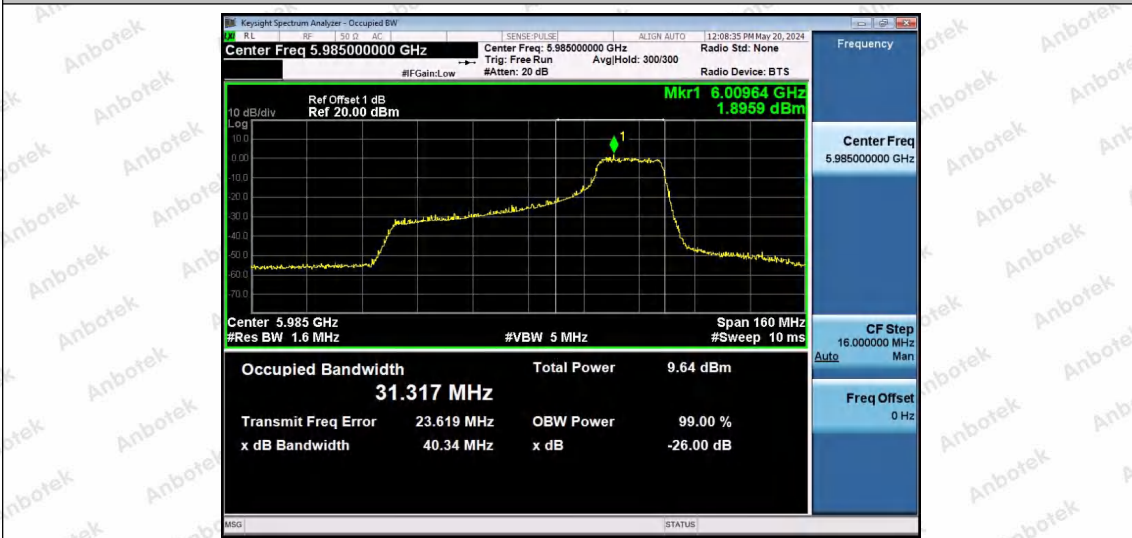 Keysight Spectrum Analyzer - Occupied BW
LXI RL RF 50 Ω AC SENSE:PULSE ALIGN AUTO 12:08:35 PM May 20, 2024
Center Freq 5.985000000 GHz
Center Freq: 5.985000000 GHz
Radio Std: None
Trig: Free Run
Avg|Hold: 300/300
#IFGain:Low
#Atten: 20 dB
Radio Device: BTS
Frequency
Mkr1 6.00964 GHz
1.8959 dBm
Ref Offset 1 dB
10 dB/div Ref 20.00 dBm
Log
10.0
1
0.00
-10.0
-20.0
-30.0
-40.0
-50.0
-60.0
-70.0
Center 5.985 GHz
Span 160 MHz
#Res BW 1.6 MHz
#VBW 5 MHz
#Sweep 10 ms
Center Freq
5.985000000 GHz
CF Step
16.000000 MHz
Auto Man
Freq Offset
0 Hz
Occupied Bandwidth
31.317 MHz
Total Power 9.64 dBm
Transmit Freq Error 23.619 MHz
OBW Power 99.00 %
x dB Bandwidth 40.34 MHz
x dB -26.00 dB
MSG STATUS
Anbotek